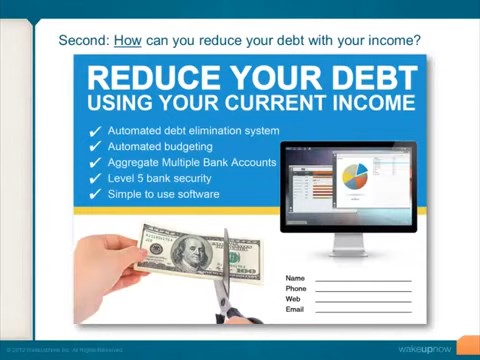 Second: How can you reduce your debt with your income?
REDUCE YOUR DEBT
USING YOUR CURRENT INCOME
✓ Automated debt elimination system
✓ Automated budgeting
✓ Aggregate Multiple Bank Accounts
✓ Level 5 bank security
✓ Simple to use software
100
Name
Phone
Web
Email
wakeupnow